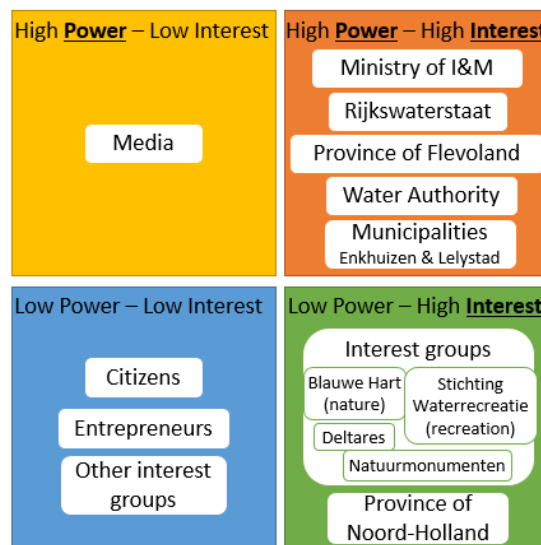 High Power – Low Interest
Media
High Power – High Interest
Ministry of I&M
Rijkswaterstaat
Province of Flevoland
Water Authority
Municipalities
Enkhuizen & Lelystad
Low Power – Low Interest
Citizens
Entrepreneurs
Other interest
groups
Low Power – High Interest
Interest groups
Blauwe Hart
(nature)
Stichting
Waterrecreatie
(recreation)
Deltares
Natuurmonumenten
Province of
Noord-Holland